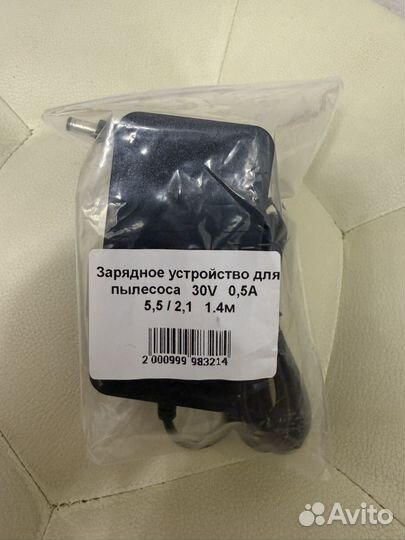 Зарядное устройство для
пылесоса 30V 0,5A
5,5 / 2,1 1.4м
2 000999 983214
Avito